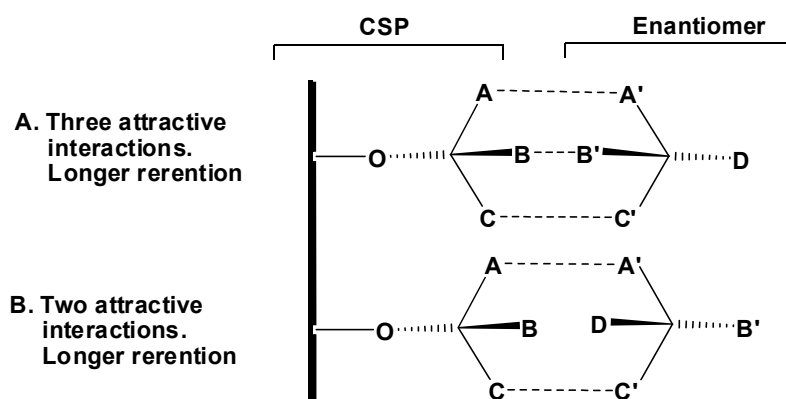 CSP Enantiomer
A A'
A. Three attractive
interactions.
Longer rerention
O B B' D
C C'
A A'
B. Two attractive
interactions.
Longer rerention
O B D B'
C C'